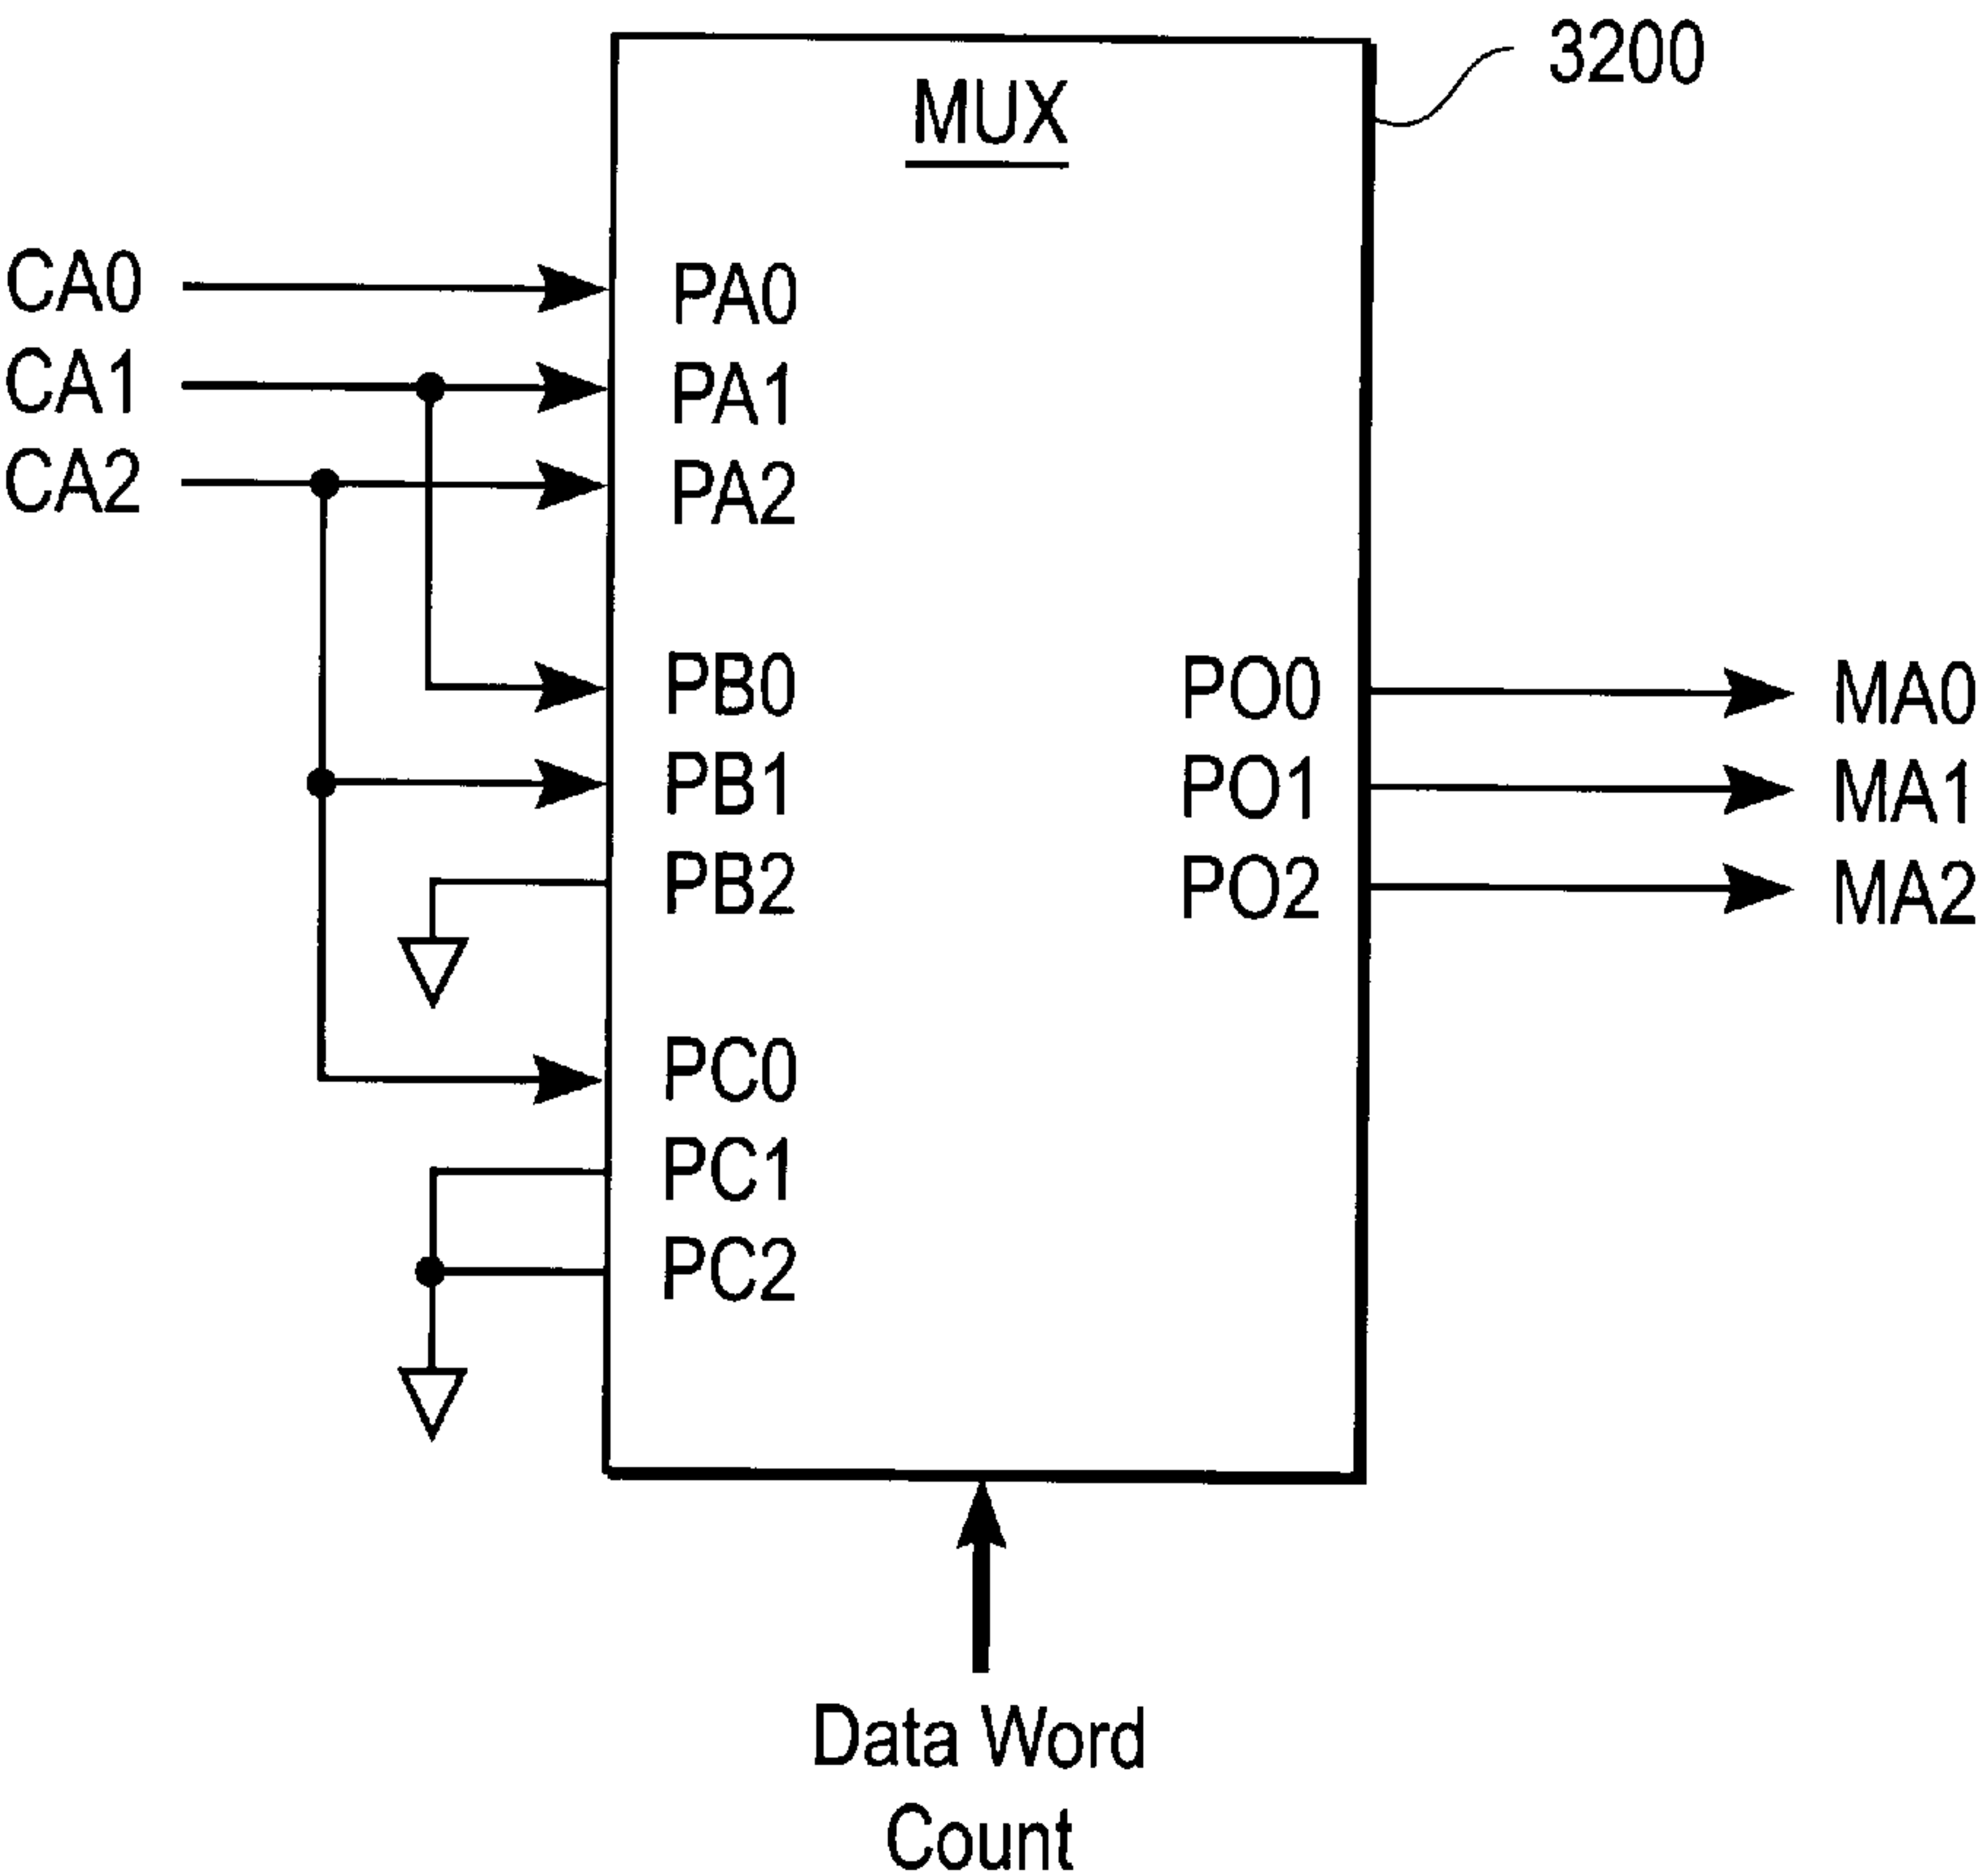 3200
MUX
CA0
CA1
CA2
PA0
PA1
PA2
PB0
PB1
PB2
PC0
PC1
PC2
PO0
PO1
PO2
MA0
MA1
MA2
Data Word
Count